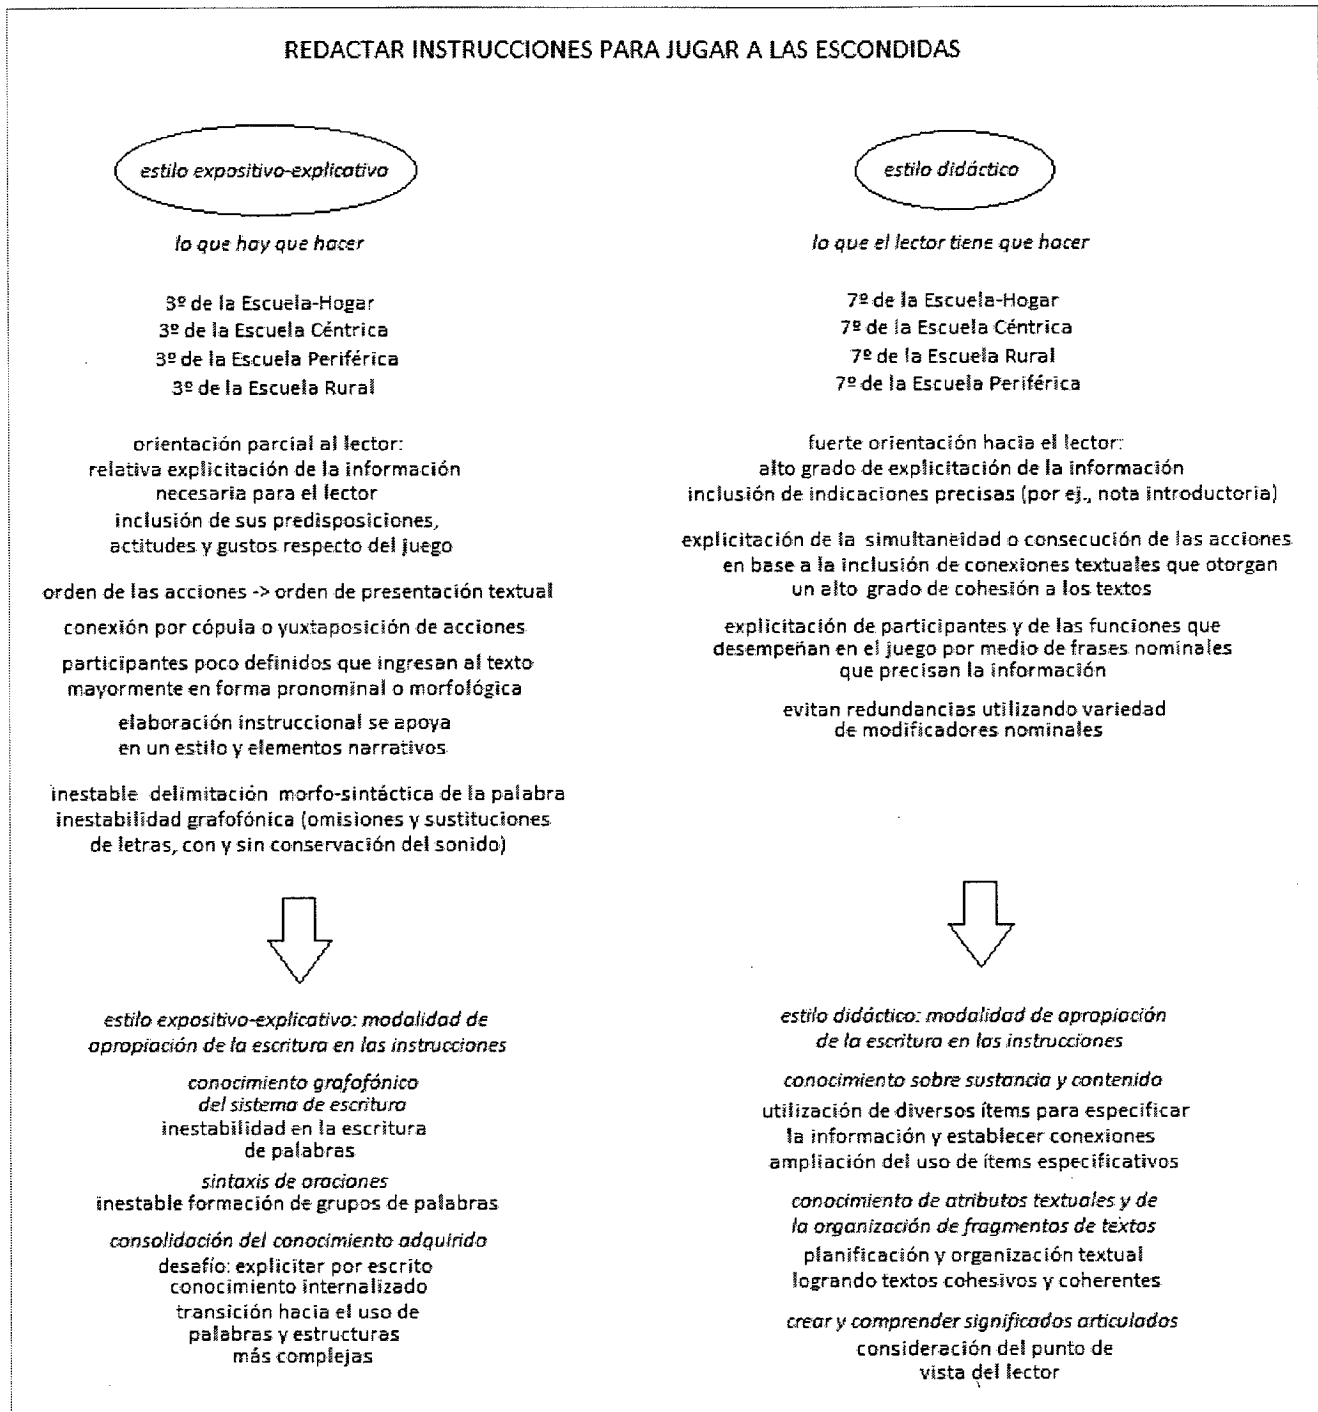 REDACTAR INSTRUCCIONES PARA JUGAR A LAS ESCONDIDAS
estilo expositivo-explicativo
lo que hay que hacer
3º de la Escuela-Hogar
3º de la Escuela Céntrica
3º de la Escuela Periférica
3º de la Escuela Rural
orientación parcial al lector:
relativa explicitación de la información
necesaria para el lector
inclusión de sus predisposiciones,
actitudes y gustos respecto del juego
orden de las acciones -> orden de presentación textual
conexión por cópula o yuxtaposición de acciones
participantes poco definidos que ingresan al texto
mayormente en forma pronominal o morfológica
elaboración instruccional se apoya
en un estilo y elementos narrativos
inestable delimitación morfo-sintáctica de la palabra
inestabilidad grafofónica (omisiones y sustituciones
de letras, con y sin conservación del sonido)
estilo expositivo-explicativo: modalidad de
apropiación de la escritura en las instrucciones
conocimiento grafofónico
del sistema de escritura
inestabilidad en la escritura
de palabras
sintaxis de oraciones
inestable formación de grupos de palabras
consolidación del conocimiento adquirido
desafío: explicitar por escrito
conocimiento internalizado
transición hacia el uso de
palabras y estructuras
más complejas
estilo didáctico
lo que el lector tiene que hacer
7º de la Escuela-Hogar
7º de la Escuela Céntrica
7º de la Escuela Rural
7º de la Escuela Periférica
fuerte orientación hacia el lector:
alto grado de explicitación de la información
inclusión de indicaciones precisas (por ej., nota introductoria)
explicitación de la simultaneidad o consecución de las acciones
en base a la inclusión de conexiones textuales que otorgan
un alto grado de cohesión a los textos
explicitación de participantes y de las funciones que
desempeñan en el juego por medio de frases nominales
que precisan la información
evitan redundancias utilizando variedad
de modificadores nominales
estilo didáctico: modalidad de apropiación
de la escritura en las instrucciones
conocimiento sobre sustancia y contenido
utilización de diversos ítems para especificar
la información y establecer conexiones
ampliación del uso de ítems especificativos
conocimiento de atributos textuales y de
la organización de fragmentos de textos
planificación y organización textual
logrando textos cohesivos y coherentes
crear y comprender significados articulados
consideración del punto de
vista del lector